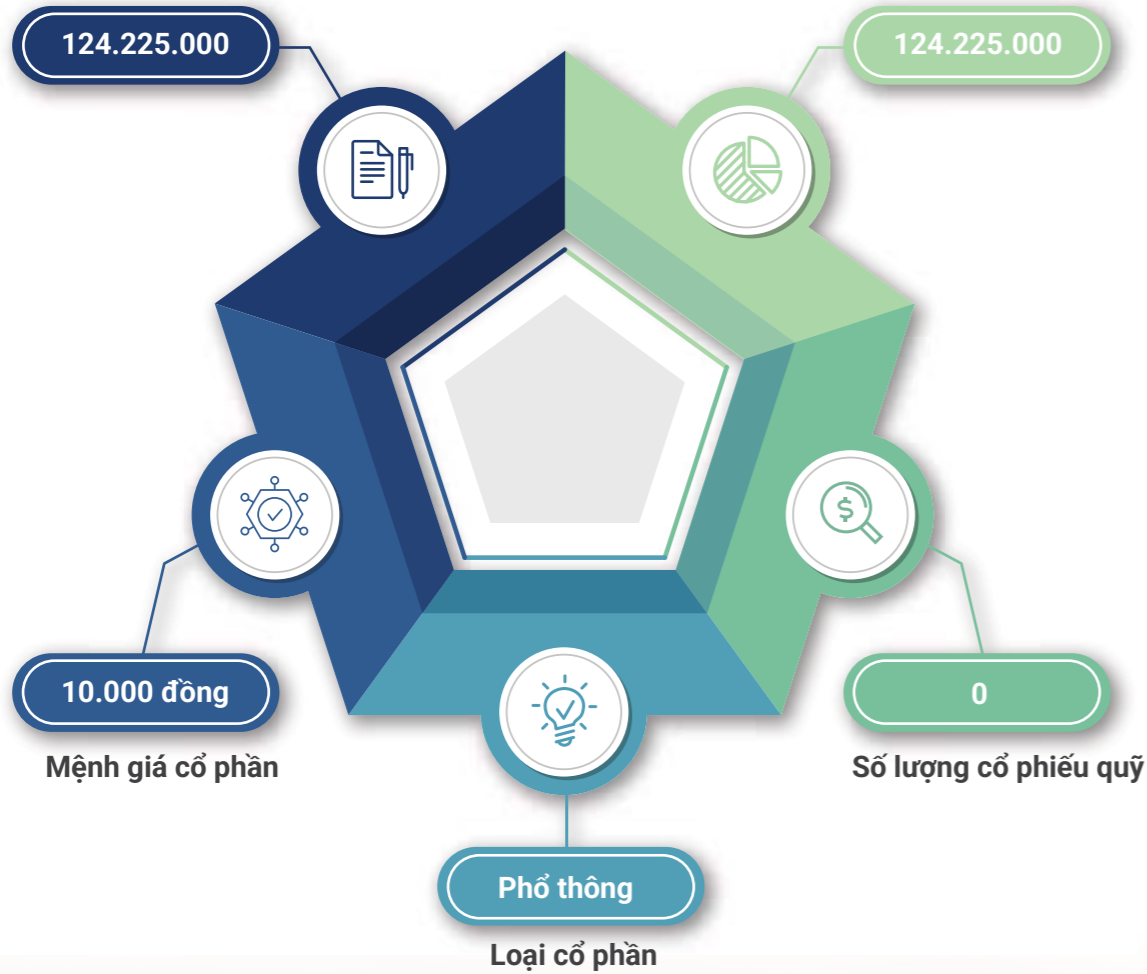 124.225.000
124.225.000
10.000 đồng
Mệnh giá cổ phần
0
Số lượng cổ phiếu quỹ
Phổ thông
Loại cổ phần